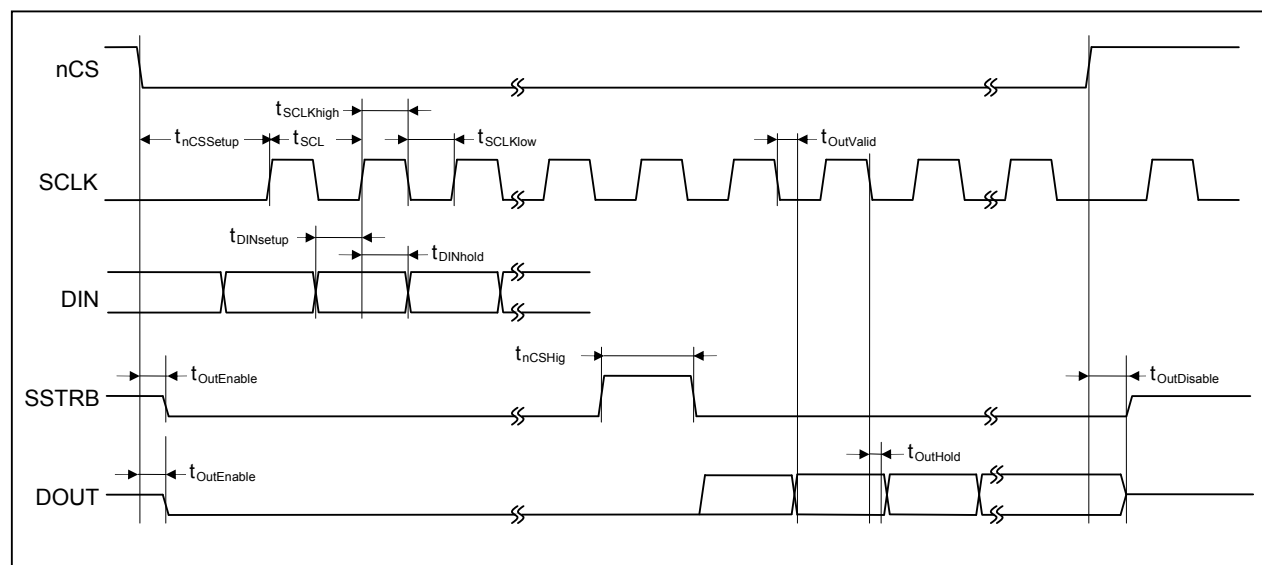 nCS
tSCLKhigh
tnCSSetup
tSCL
tSCLKlow
tOutValid
SCLK
tDINsetup
tDINhold
DIN
tnCSHig
tOutEnable
tOutDisable
SSTRB
tOutHold
tOutEnable
DOUT